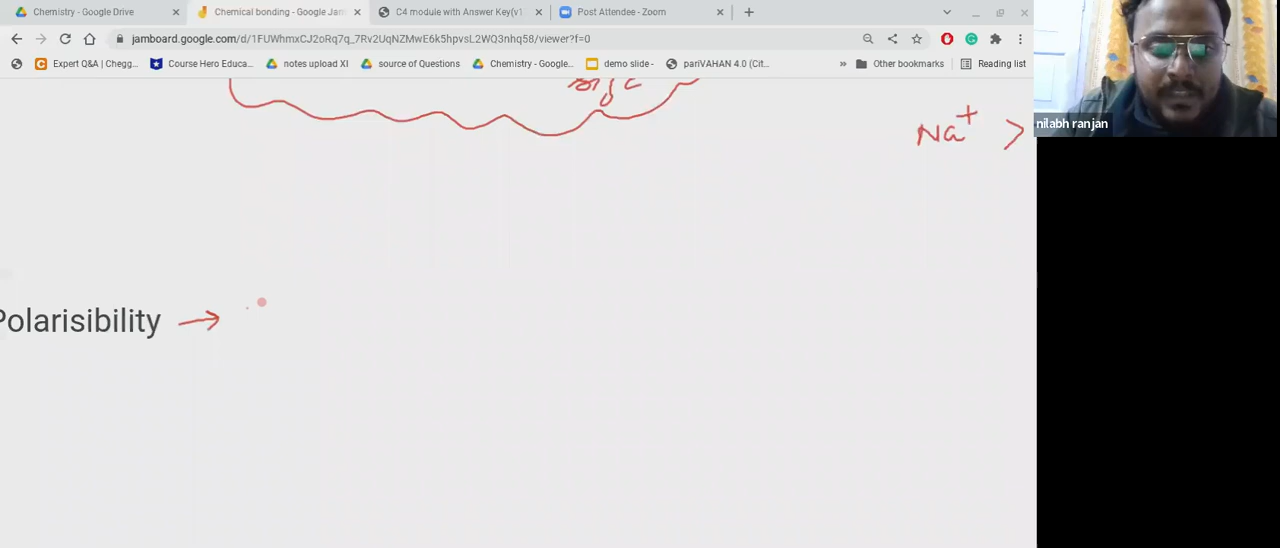 Chemistry - Google Drive
Chemical bonding - Google Jam
C4 module with Answer Key(v1
Post Attendee - Zoom
jamboard.google.com/d/1FUWhmxCJ2oRq7q_7Rv2UqNZMwE6k5hpvsL2WQ3nhq58/viewer?f=0
Expert Q&A | Chegg...
Course Hero Educa...
notes upload XI
source of Questions
Chemistry - Google...
demo slide -
pariVAHAN 4.0 (Cit...
»
Other bookmarks
Reading list
nilabh ranjan
Na⁺ >
Polarisibility →